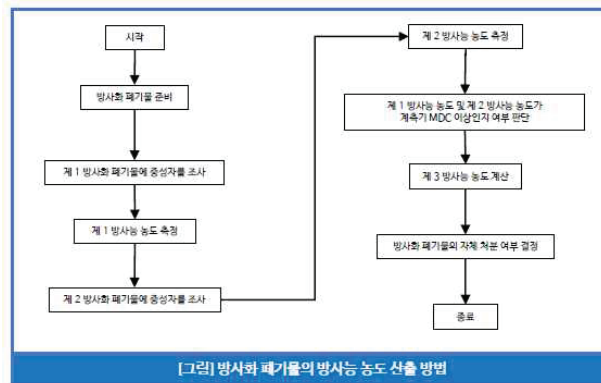 시작
방사화 폐기물 준비
제 1 방사화 폐기물에 중성자를 조사
제 1 방사능 농도 측정
제 2 방사화 폐기물에 중성자를 조사
제 2 방사능 농도 측정
제 1 방사능 농도 및 제 2 방사능 농도가
계측기 MDC 이상인지 여부 판단
제 3 방사능 농도 계산
방사화 폐기물의 자체 처분 여부 결정
종료
[그림] 방사화 폐기물의 방사능 농도 산출 방법